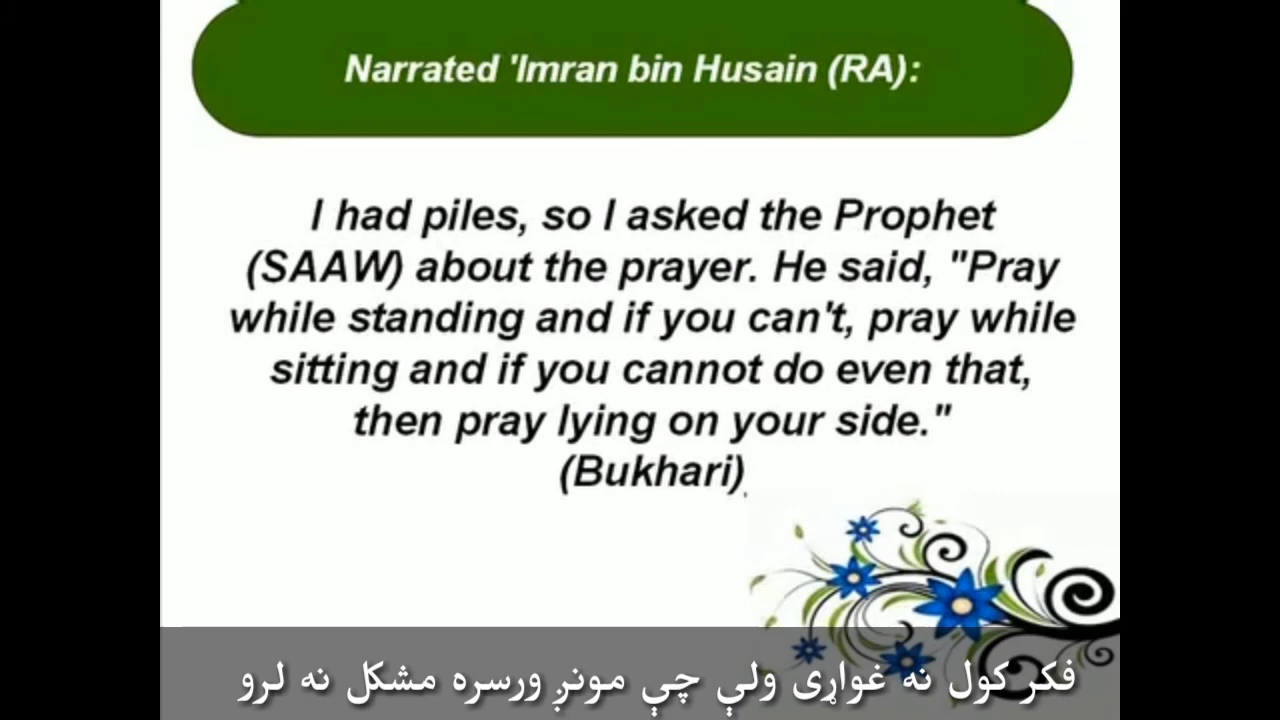 Narrated 'Imran bin Husain (RA):
I had piles, so I asked the Prophet
(SAAW) about the prayer. He said, "Pray
while standing and if you can't, pray while
sitting and if you cannot do even that,
then pray lying on your side."
(Bukhari)
فکر کول نه غواړی ولې چې مونږ ورسره مشکل نه لرو